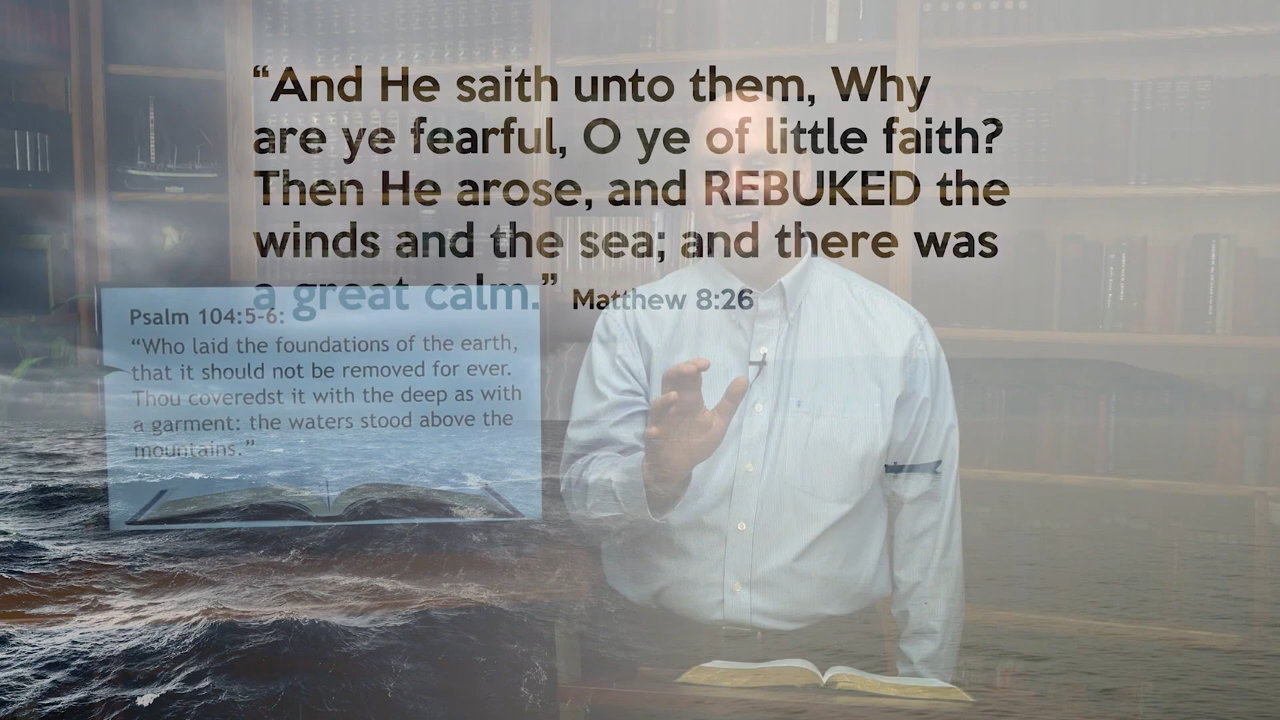 “And He saith unto them, Why
are ye fearful, O ye of little faith?
Then He arose, and REBUKED the
winds and the sea; and there was
a great calm.” Matthew 8:26
Psalm 104:5-6:
“Who laid the foundations of the earth,
that it should not be removed for ever.
Thou coveredst it with the deep as with
a garment: the waters stood above the
mountains.”